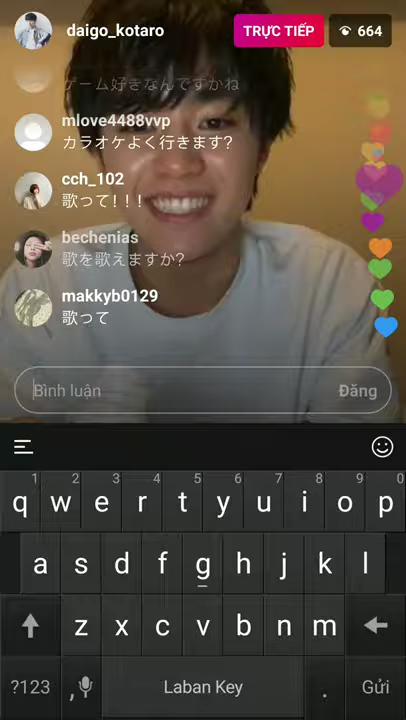 daigo_kotaro
TRỰC TIẾP
664
ゲーム好きなんですかね
mlove4488vvp
カラオケよく行きます?
cch_102
歌って！！！
bechenias
歌を歌えますか?
makkyb0129
歌って
Bình luận
Đăng
1 2 3 4 5 6 7 8 9 0
q w e r t y u i o p
a s d f g h j k l
z x c v b n m
?123 , Laban Key . Gửi